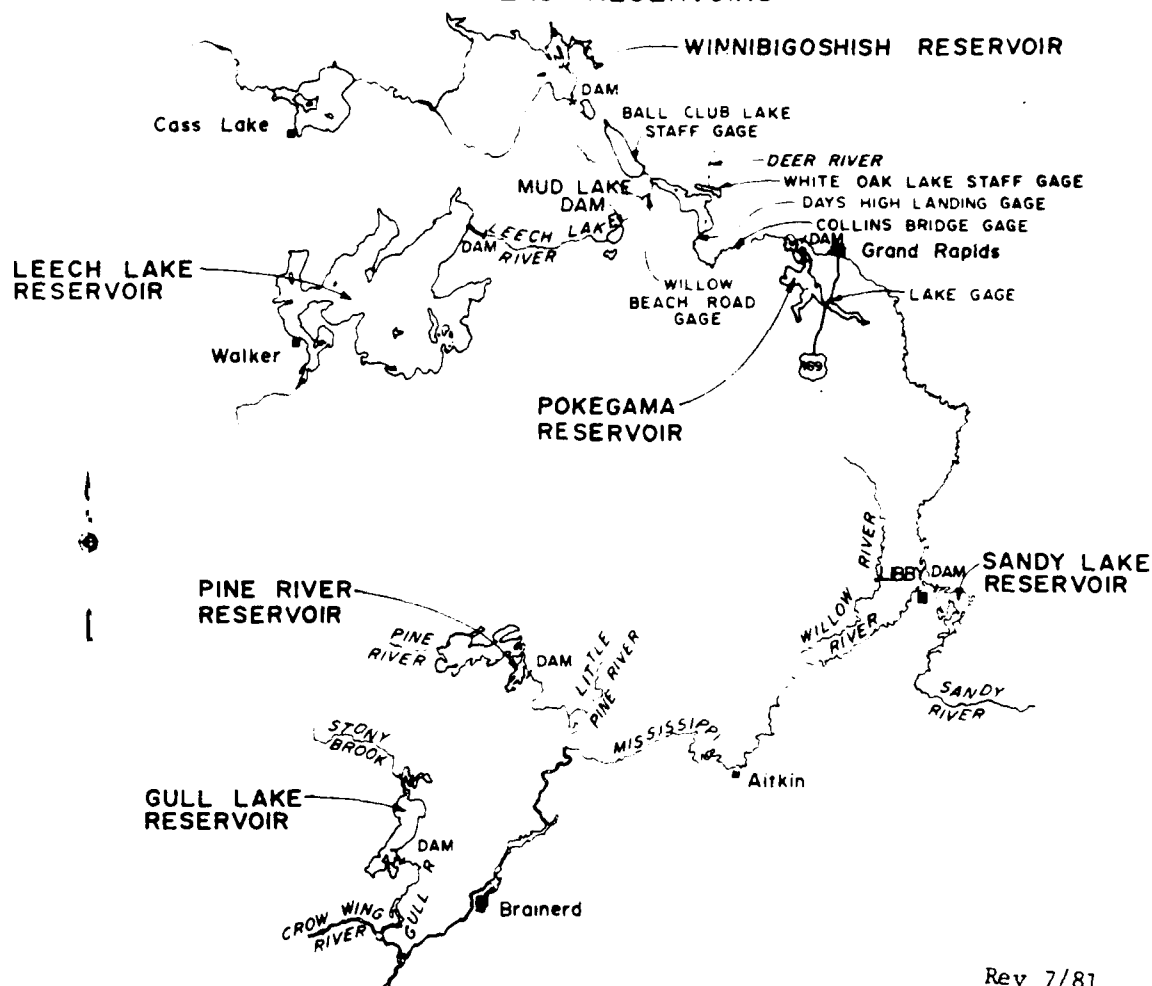 WINNIBIGOSHISH RESERVOIR
DAM
Cass Lake
BALL CLUB LAKE
STAFF GAGE
DEER RIVER
MUD LAKE
DAM
WHITE OAK LAKE STAFF GAGE
DAYS HIGH LANDING GAGE
COLLINS BRIDGE GAGE
LEECH LAKE
RIVER
DAM
DAM
Grand Rapids
LEECH LAKE
RESERVOIR
WILLOW
BEACH ROAD
GAGE
LAKE GAGE
Walker
169
POKEGAMA
RESERVOIR
RIVER
WILLOW
RIVER
LIBBY
DAM
SANDY LAKE
RESERVOIR
PINE RIVER
RESERVOIR
PINE
RIVER
DAM
LITTLE
PINE RIVER
SANDY
RIVER
STONY
BROOK
MISSISSIPPI
Aitkin
GULL LAKE
RESERVOIR
DAM
GULL R
Brainerd
CROW WING
RIVER
Rev 7/81